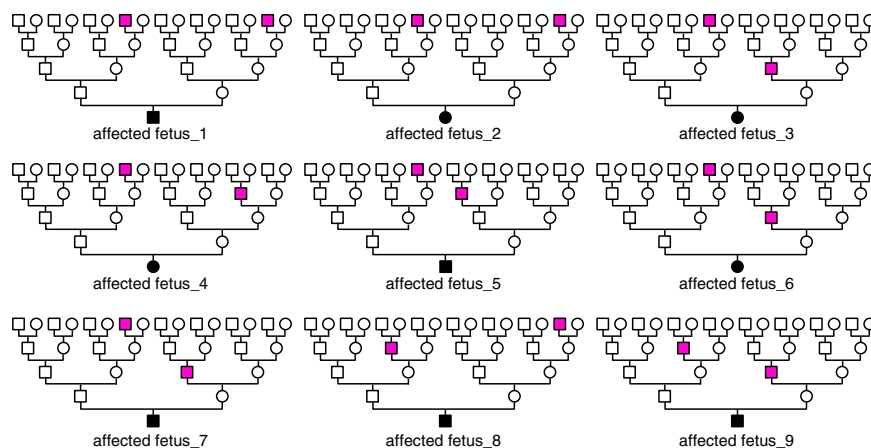 affected fetus_1
affected fetus_2
affected fetus_3
affected fetus_4
affected fetus_5
affected fetus_6
affected fetus_7
affected fetus_8
affected fetus_9